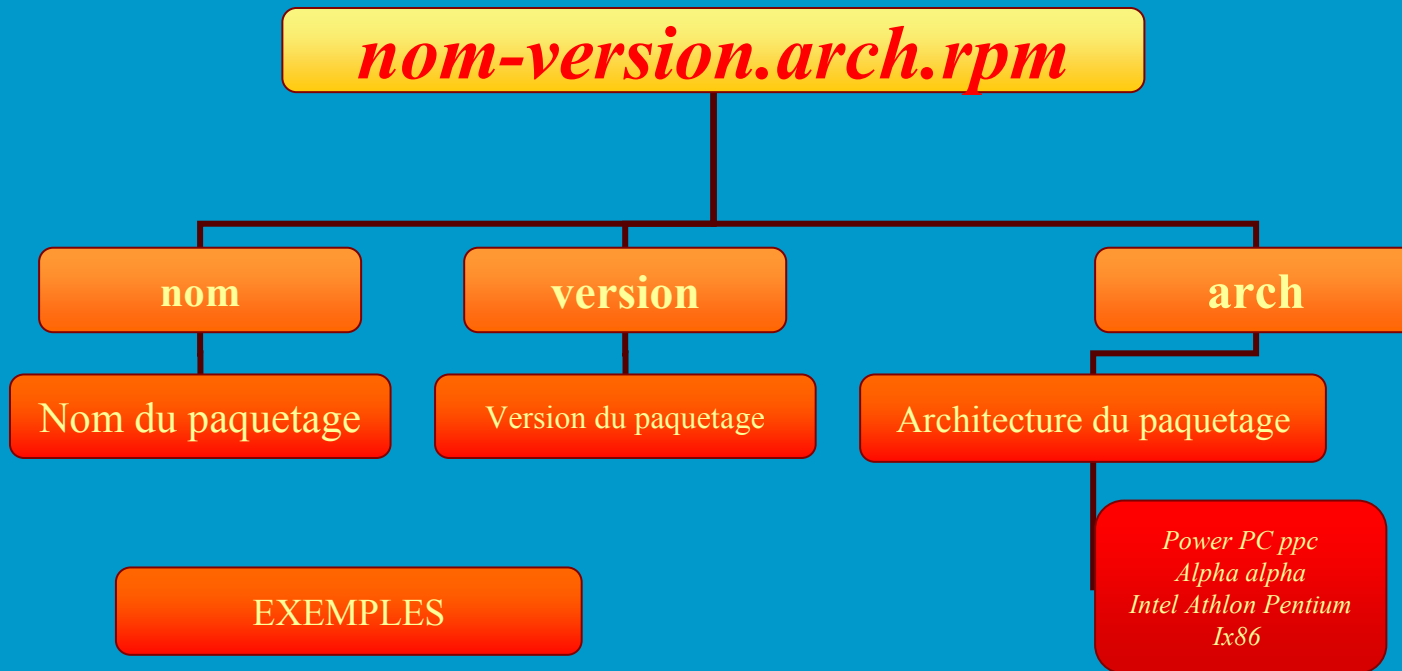 nom-version.arch.rpm
nom
version
arch
Nom du paquetage
Version du paquetage
Architecture du paquetage
Power PC ppc
Alpha alpha
Intel Athlon Pentium
Ix86
EXEMPLES